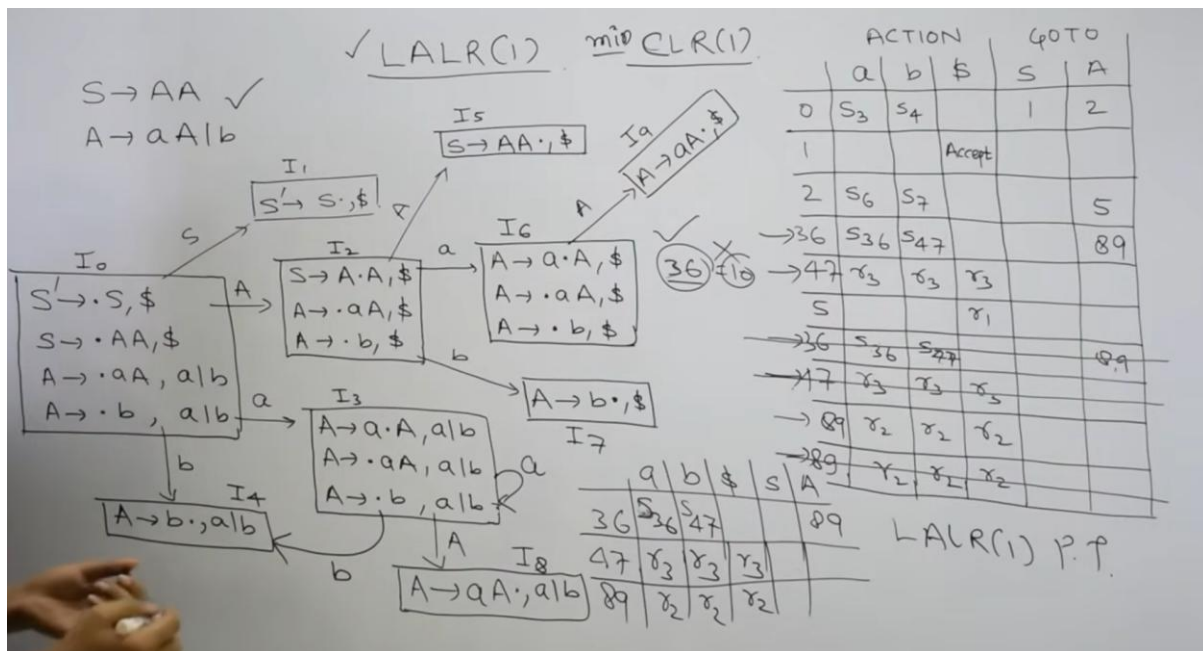 ✓ LALR(1) min CLR(1)
S → AA ✓
A → aA|b
I0
S' → ·S, $
S → ·AA, $
A → ·aA, a|b
A → ·b, a|b
S
A
a
b
I1
S' → S·, $
I2
S → A·A, $
A → ·aA, $
A → ·b, $
A
a
b
I5
S → AA·, $
I6
A → a·A, $
A → ·aA, $
A → ·b, $
A
I9
A → aA·, $
✓
36 I10
A → b·, $
I7
I3
A → a·A, a|b
A → ·aA, a|b
A → ·b, a|b
a
A
b
I4
A → b·, a|b
I8
A → aA·, a|b
ACTION GOTO
a b $ S A
0 S3 S4 1 2
1 Accept
2 S6 S7 5
→36 S36 S47 89
→47 r3 r3 r3
5 r1
→36 S36 S47 89
→47 r3 r3 r3
→89 r2 r2 r2
→89 r2 r2 r2
a b $ S A
36 S36 S47 89
47 r3 r3 r3
89 r2 r2 r2
LALR(1) P.T.